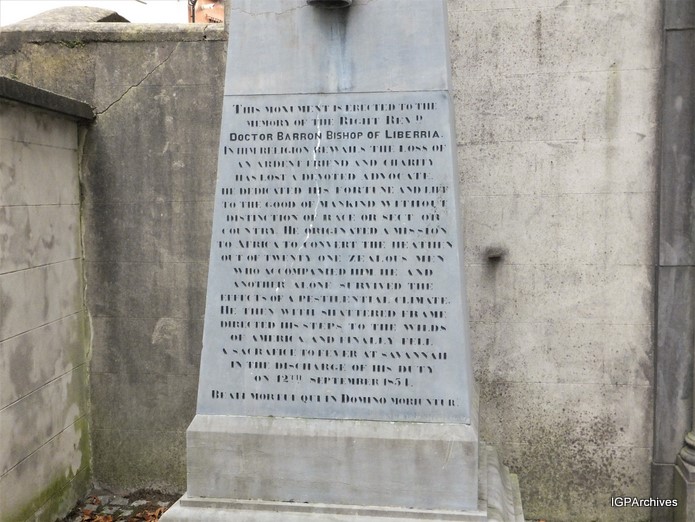 THIS MONUMENT IS ERECTED TO THE
MEMORY OF THE RIGHT REVD
DOCTOR BARRON BISHOP OF LIBERRIA.
IN HIM RELIGION BEWAILS THE LOSS OF
AN ARDENT FRIEND AND CHARITY
HAS LOST A DEVOTED ADVOCATE.
HE DEDICATED HIS FORTUNE AND LIFE
TO THE GOOD OF MANKIND WITHOUT
DISTINCTION OF RACE OR SECT OR
COUNTRY. HE ORIGINATED A MISSION
TO AFRICA TO CONVERT THE HEATHEN
OUT OF TWENTY ONE ZEALOUS MEN
WHO ACCOMPANIED HIM HE AND
ANOTHER ALONE SURVIVED THE
EFFECTS OF A PESTILENTIAL CLIMATE.
HE THEN WITH SHATTERED FRAME
DIRECTED HIS STEPS TO THE WILDS
OF AMERICA AND FINALLY FELL
A SACRAFICE TO FEVER AT SAVANNAH
IN THE DISCHARGE OF HIS DUTY
ON 12TH SEPTEMBER 1854.
BEATI MORTUI QUI IN DOMINO MORIUNTUR.
IGPArchives